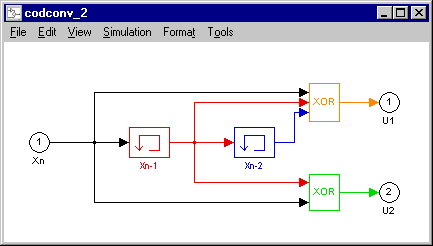 codconv_2
File Edit View Simulation Format Tools
XOR
1
U1
1
Xn
Xn-1
Xn-2
XOR
2
U2